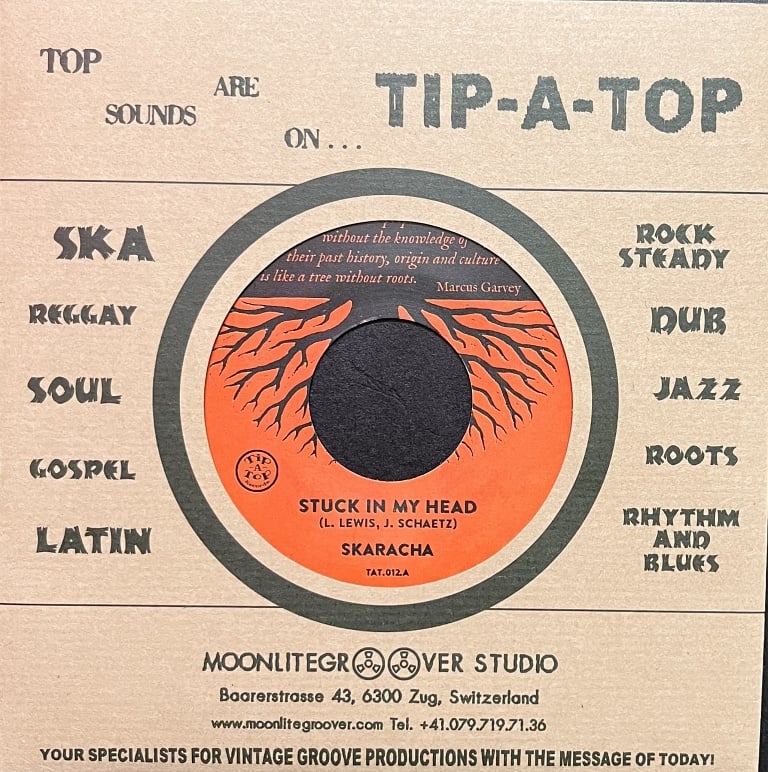 TOP
SOUNDS
ARE
ON...
TIP-A-TOP
SKA
REGGAY
SOUL
GOSPEL
LATIN
ROCK
STEADY
DUB
JAZZ
ROOTS
RHYTHM
AND
BLUES
without the knowledge of
their past history, origin and culture
is like a tree without roots.
Marcus Garvey
TIP
A
TOP
Records
STUCK IN MY HEAD
(L. LEWIS, J. SCHAETZ)
SKARACHA
TAT.012.A
MOONLITEGROOVER STUDIO
Baarerstrasse 43, 6300 Zug, Switzerland
www.moonlitegroover.com Tel. +41.079.719.71.36
YOUR SPECIALISTS FOR VINTAGE GROOVE PRODUCTIONS WITH THE MESSAGE OF TODAY!